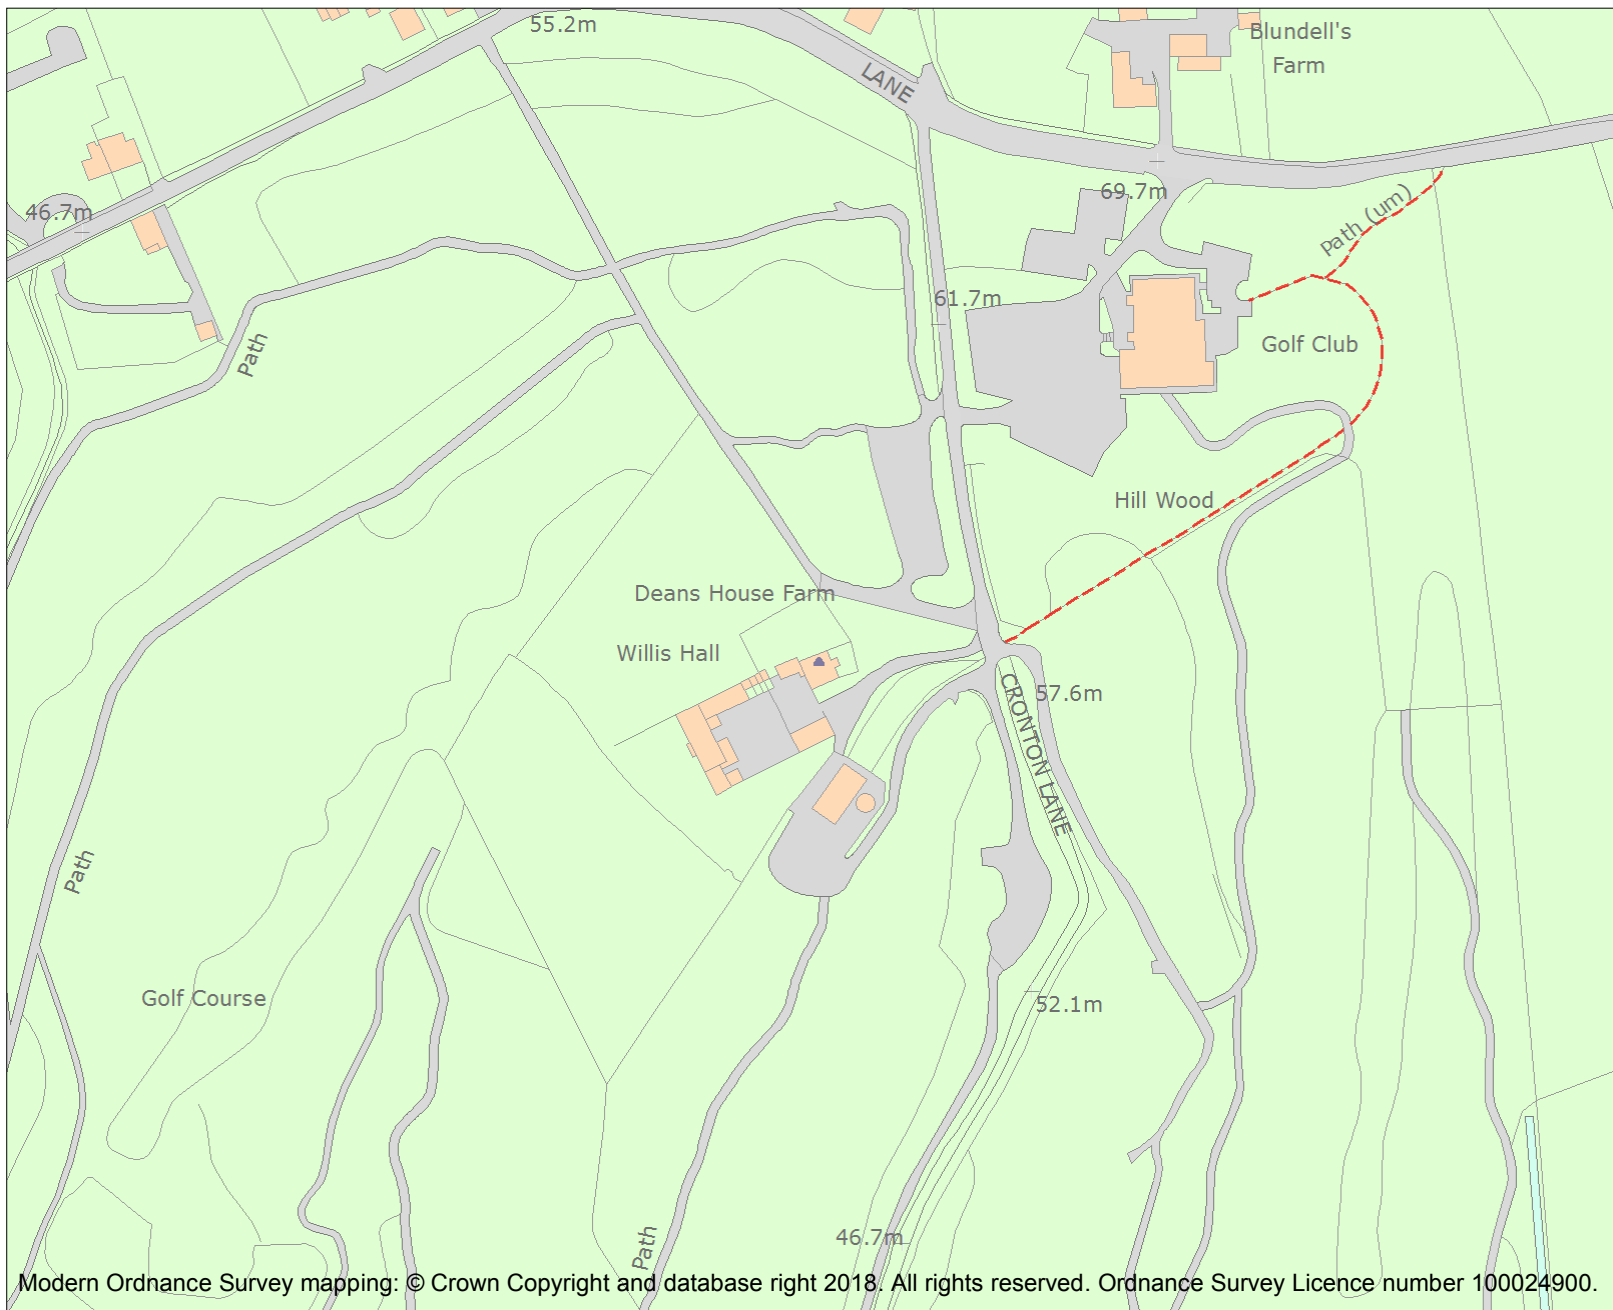 55.2m
Blundell's
Farm
LANE
69.7m
Path (um)
46.7m
61.7m
Golf Club
Path
Hill Wood
Deans House Farm
Willis Hall
57.6m
CRONTON LANE
Path
Golf Course
52.1m
46.7m
Path
Modern Ordnance Survey mapping: © Crown Copyright and database right 2018. All rights reserved. Ordnance Survey Licence number 100024900.